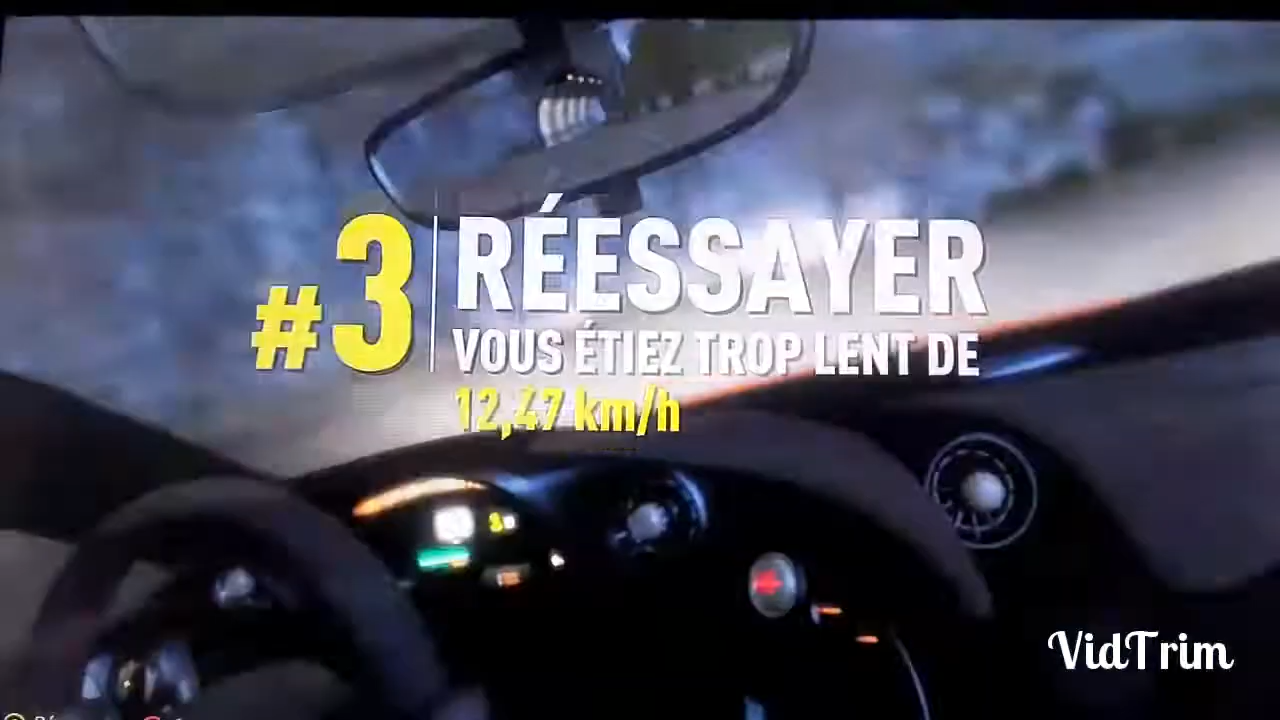 #3
RÉESSAYER
VOUS ÉTIEZ TROP LENT DE
12,47 km/h
VidTrim